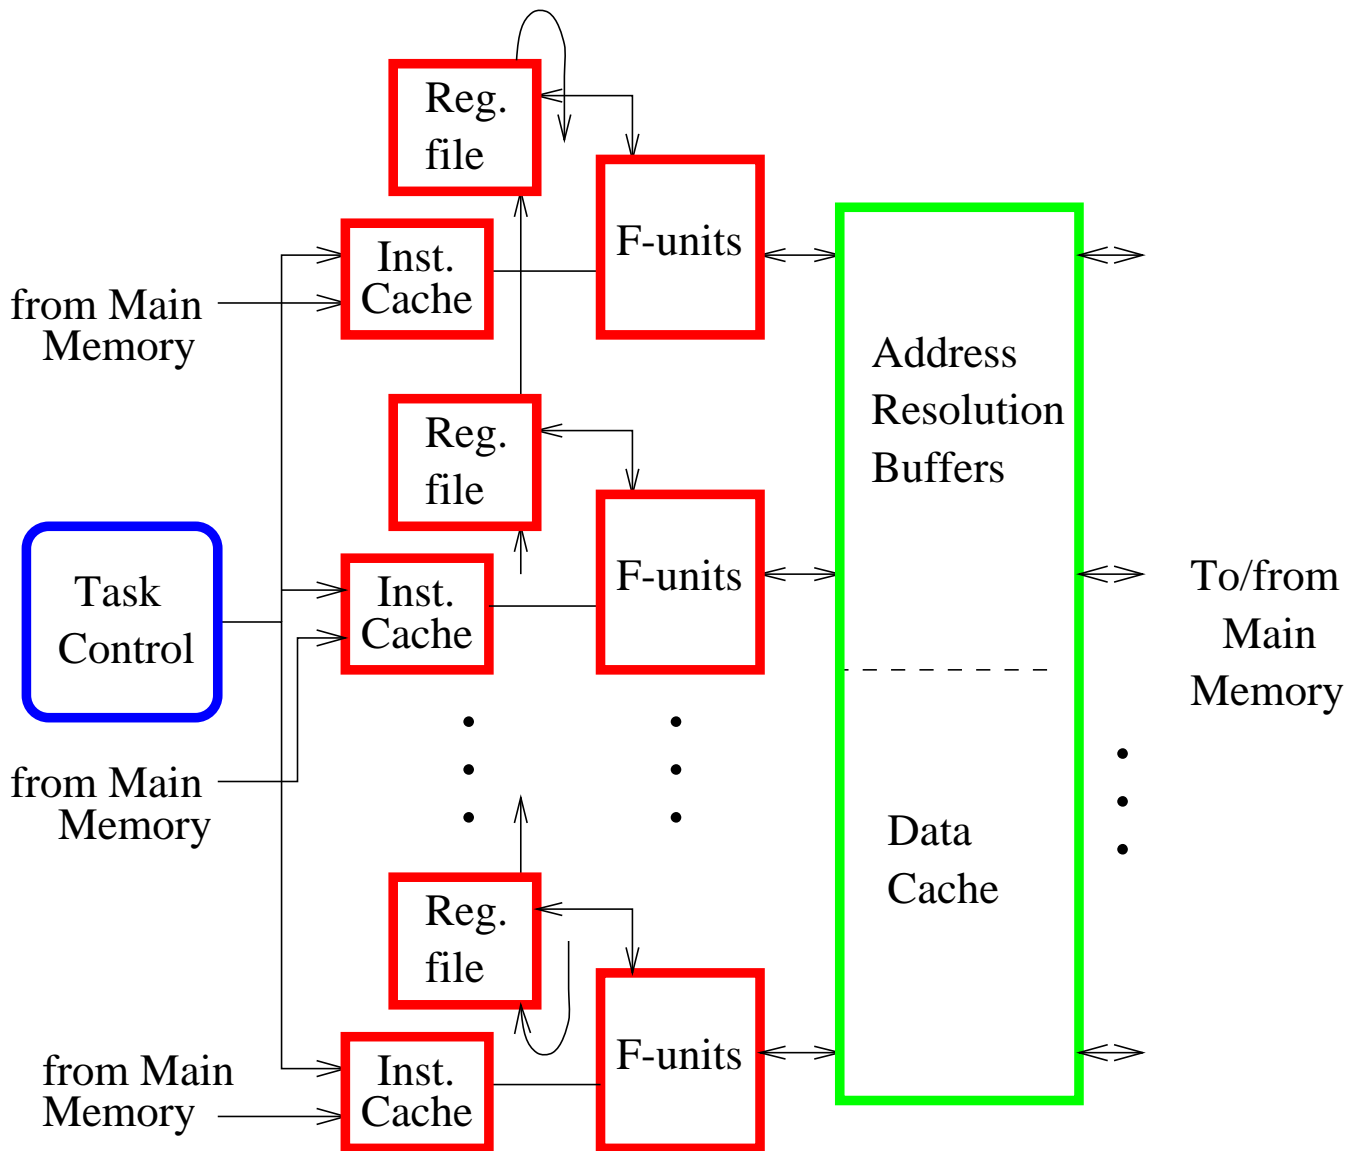 Reg.
file
F-units
Inst.
Cache
from Main
Memory
Address
Resolution
Buffers
Reg.
file
F-units
Inst.
Cache
Task
Control
To/from
Main
Memory
from Main
Memory
Data
Cache
Reg.
file
F-units
Inst.
Cache
from Main
Memory